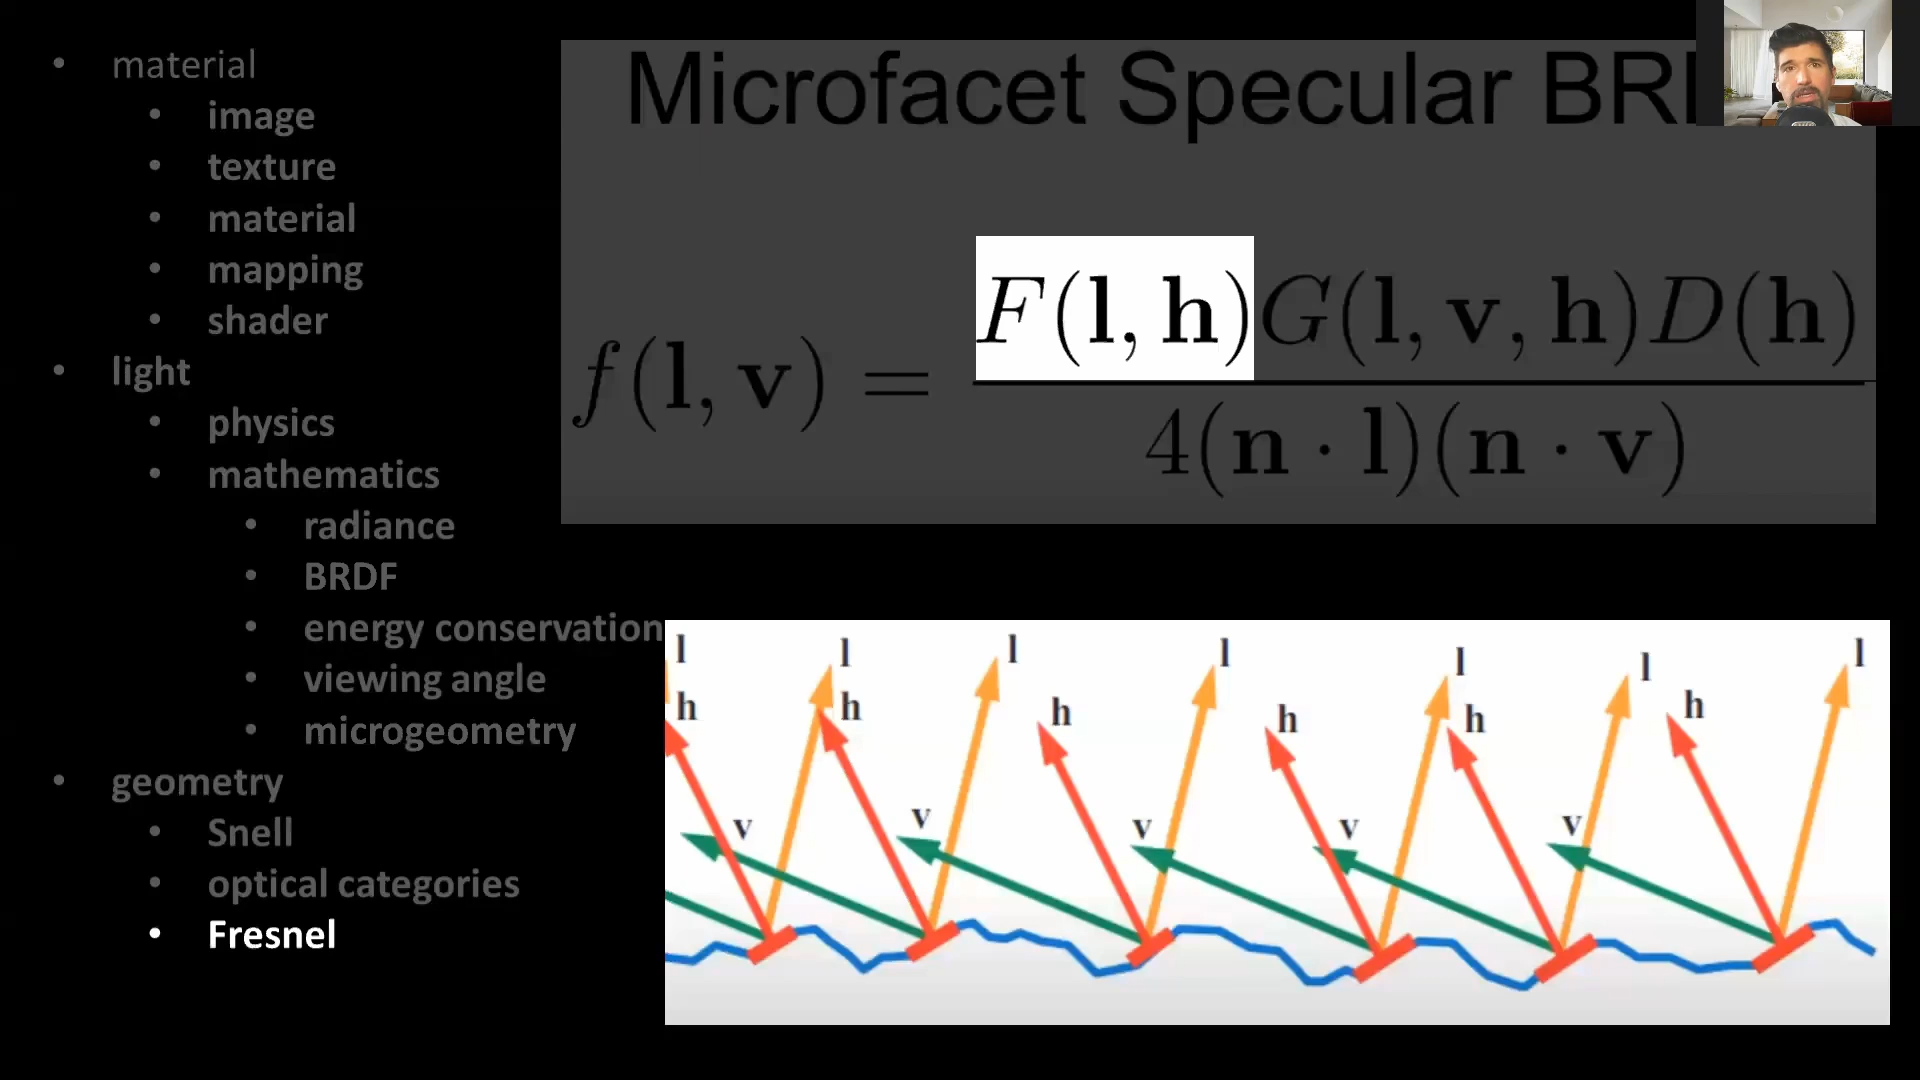 material
image
texture
material
mapping
shader
light
physics
mathematics
radiance
BRDF
energy conservation
viewing angle
microgeometry
geometry
Snell
optical categories
Fresnel
Microfacet Specular
f(l, v) = F(l, h)G(l, v, h)D(h) / 4(n · l)(n · v)
l l l l l l l
h h h h h h
v v v v v